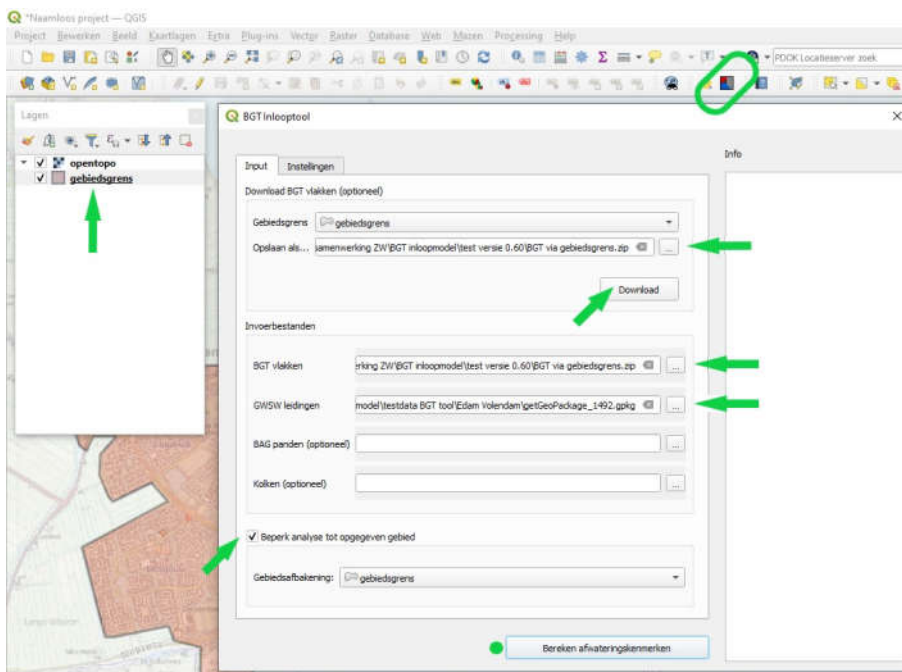 *Naamloos project — QGIS
Project Bewerken Beeld Kaartlagen Extra Plug-ins Vector Raster Database Web Mazen Processing Help
PDOK Locatieserver zoek
Lagen
opentopo
gebiedsgrens
BGT inlooptool
Input Instellingen
Info
Download BGT vlakken (optioneel)
Gebiedsgrens gebiedsgrens
Opslaan als... samenwerking ZW\BGT inloopmodel\test versie 0.60\BGT via gebiedsgrens.zip ...
Download
Invoerbestanden
BGT vlakken erking ZW\BGT inloopmodel\test versie 0.60\BGT via gebiedsgrens.zip ...
GWSW leidingen model\testdata BGT tool\Edam Volendam\getGeoPackage_1492.gpkg ...
BAG panden (optioneel) ...
Kolken (optioneel) ...
Beperk analyse tot opgegeven gebied
Gebiedsafbakening: gebiedsgrens
Bereken afwateringskenmerken